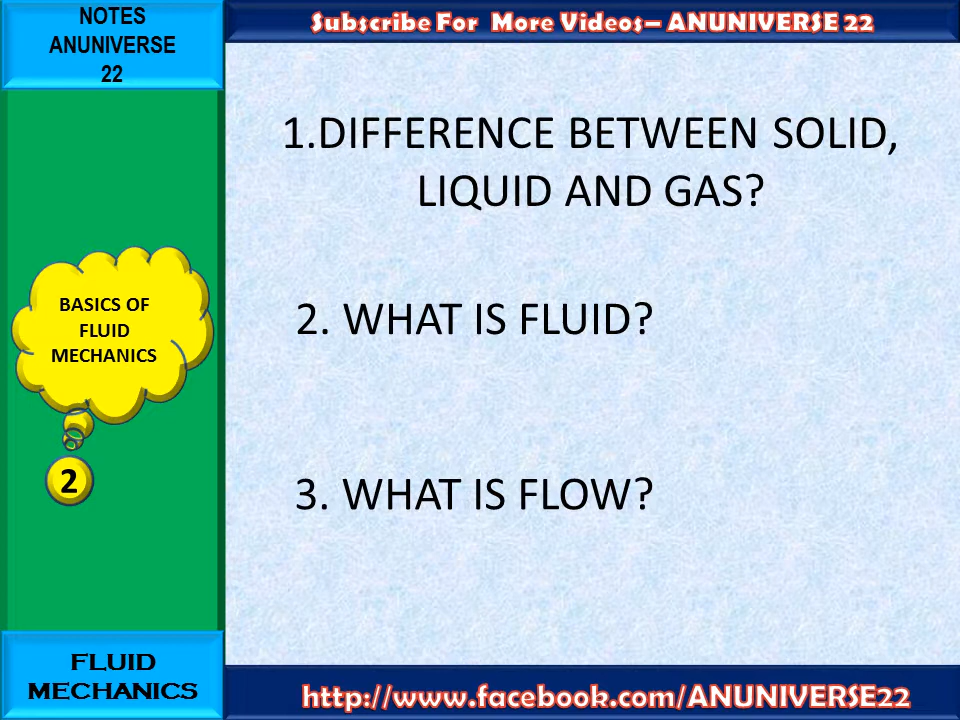 NOTES
ANUNIVERSE
22
Subscribe For More Videos– ANUNIVERSE 22
1.DIFFERENCE BETWEEN SOLID,
LIQUID AND GAS?
2. WHAT IS FLUID?
3. WHAT IS FLOW?
BASICS OF
FLUID
MECHANICS
2
FLUID
MECHANICS
http://www.facebook.com/ANUNIVERSE22